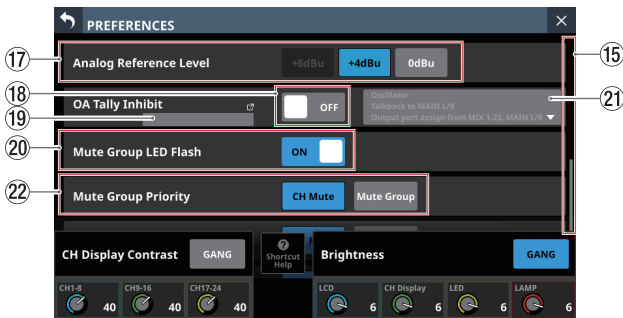 PREFERENCES
17
Analog Reference Level
+6dBu
+4dBu
0dBu
15
18
OA Tally Inhibit
OFF
Oscillator
Talkback to MAIN L/R
Output port assign from MIX 1-22, MAIN L/R
21
19
20
Mute Group LED Flash
ON
22
Mute Group Priority
CH Mute
Mute Group
CH Display Contrast
GANG
?
Shortcut
Help
Brightness
GANG
CH1-8
40
CH9-16
40
CH17-24
40
LCD
6
CH Display
6
LED
6
LAMP
6